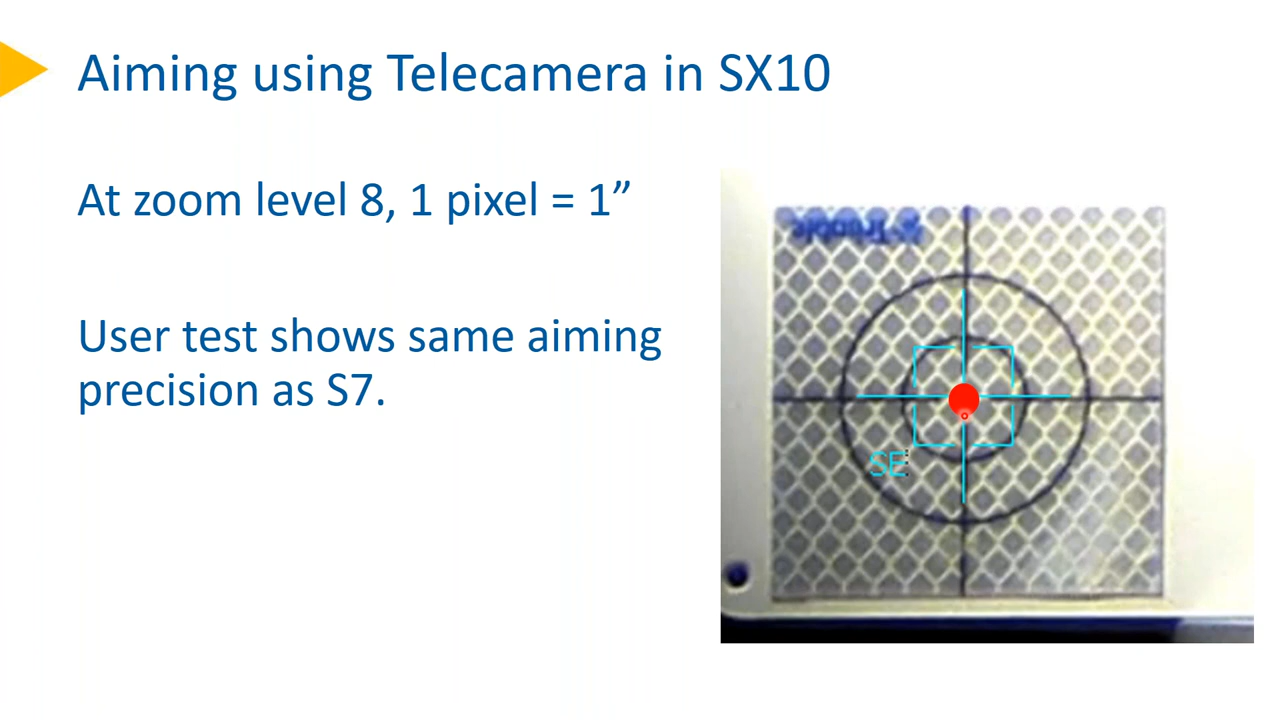 Aiming using Telecamera in SX10
At zoom level 8, 1 pixel = 1”
User test shows same aiming
precision as S7.
Trimble
SE